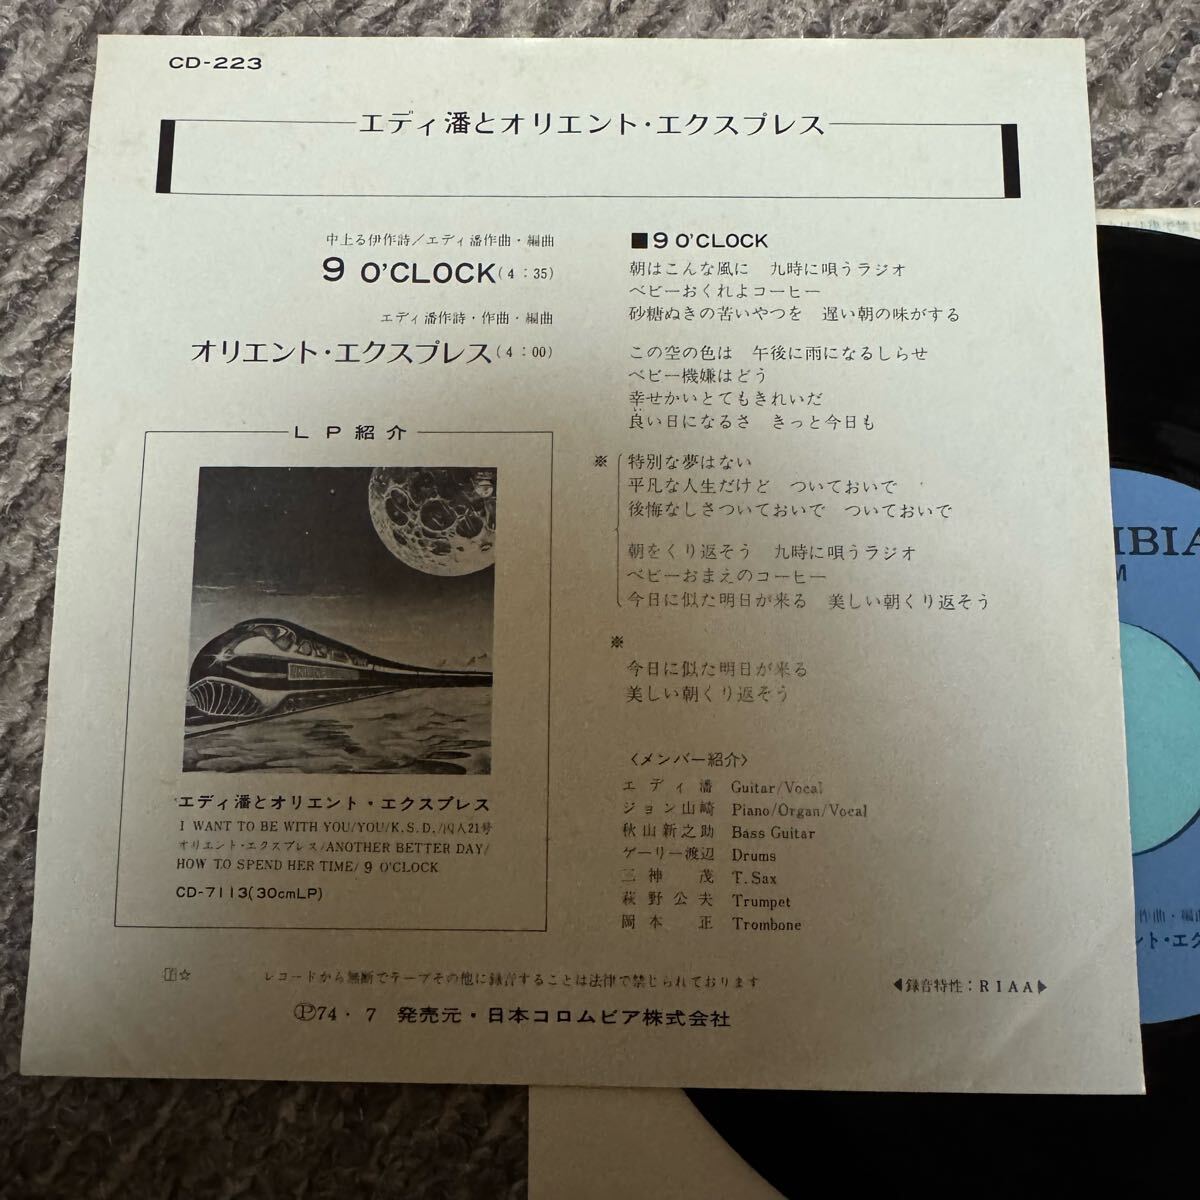 CD-223
エディ潘とオリエント・エクスプレス
中上る伊作詩／エディ潘作曲・編曲
9 O'CLOCK(4：35)
エディ潘作詩・作曲・編曲
オリエント・エクスプレス(4：00)
LP紹介
エディ潘とオリエント・エクスプレス
I WANT TO BE WITH YOU/YOU/K.S.D./囚人21号
オリエント・エクスプレス/ANOTHER BETTER DAY/
HOW TO SPEND HER TIME/9 O'CLOCK
CD-7113(30cmLP)
■9 O'CLOCK
朝はこんな風に　九時に唄うラジオ
ベビーおくれよコーヒー
砂糖ぬきの苦いやつを　遅い朝の味がする
この空の色は　午後に雨になるしらせ
ベビー機嫌はどう
幸せかいとてもきれいだ
良い日になるさ　きっと今日も
※ 特別な夢はない
平凡な人生だけど　ついておいで
後悔なしさついておいで　ついておいで
朝をくり返そう　九時に唄うラジオ
ベビーおまえのコーヒー
今日に似た明日が来る　美しい朝くり返そう
※
今日に似た明日が来る
美しい朝くり返そう
〈メンバー紹介〉
エディ潘　Guitar/Vocal
ジョン山崎　Piano/Organ/Vocal
秋山新之助　Bass Guitar
ゲーリー渡辺　Drums
三神　茂　T.Sax
萩野公夫　Trumpet
岡本　正　Trombone
☆
レコードから無断でテープその他に録音することは法律で禁じられております
◀録音特性：RIAA▶
Ⓟ74・7　発売元・日本コロムビア株式会社
IBIA
M
作曲・編曲
ント・エク